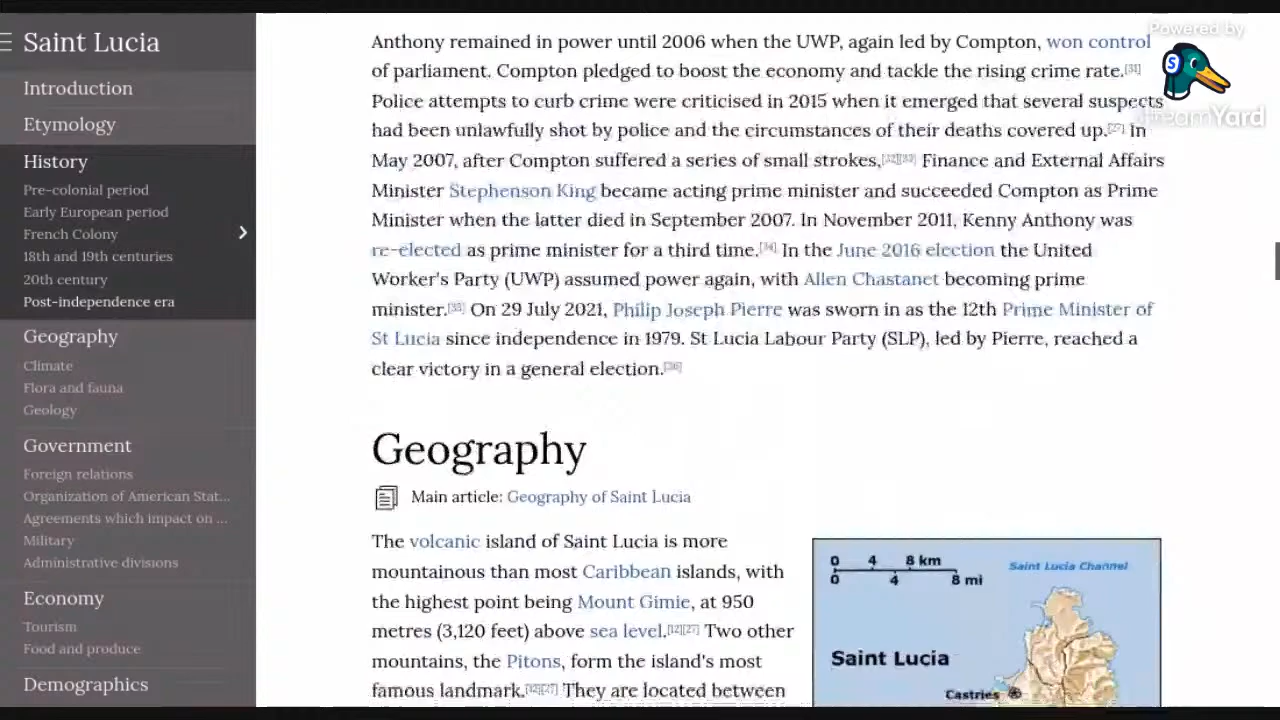 Saint Lucia
Introduction
Etymology
History
Pre-colonial period
Early European period
French Colony
18th and 19th centuries
20th century
Post-independence era
Geography
Climate
Flora and fauna
Geology
Government
Foreign relations
Organization of American Stat...
Agreements which impact on ...
Military
Administrative divisions
Economy
Tourism
Food and produce
Demographics
Anthony remained in power until 2006 when the UWP, again led by Compton, won control
of parliament. Compton pledged to boost the economy and tackle the rising crime rate.[31]
Police attempts to curb crime were criticised in 2015 when it emerged that several suspects
had been unlawfully shot by police and the circumstances of their deaths covered up.[27] In
May 2007, after Compton suffered a series of small strokes,[32][33] Finance and External Affairs
Minister Stephenson King became acting prime minister and succeeded Compton as Prime
Minister when the latter died in September 2007. In November 2011, Kenny Anthony was
re-elected as prime minister for a third time.[34] In the June 2016 election the United
Worker's Party (UWP) assumed power again, with Allen Chastanet becoming prime
minister.[35] On 29 July 2021, Philip Joseph Pierre was sworn in as the 12th Prime Minister of
St Lucia since independence in 1979. St Lucia Labour Party (SLP), led by Pierre, reached a
clear victory in a general election.[36]
Geography
Main article: Geography of Saint Lucia
The volcanic island of Saint Lucia is more
mountainous than most Caribbean islands, with
the highest point being Mount Gimie, at 950
metres (3,120 feet) above sea level.[12][27] Two other
mountains, the Pitons, form the island's most
famous landmark.[12][27] They are located between
0 4 8 km
0 4 8 mi
Saint Lucia Channel
Saint Lucia
Castries
Powered by
S
StreamYard